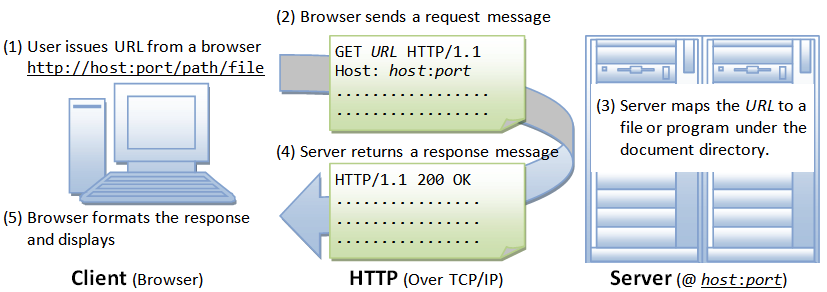 (1) User issues URL from a browser
http://host:port/path/file
(2) Browser sends a request message
GET URL HTTP/1.1
Host: host:port
.................
.................
(3) Server maps the URL to a
file or program under the
document directory.
(4) Server returns a response message
HTTP/1.1 200 OK
................
................
................
(5) Browser formats the response
and displays
Client (Browser)
HTTP (Over TCP/IP)
Server (@ host:port)